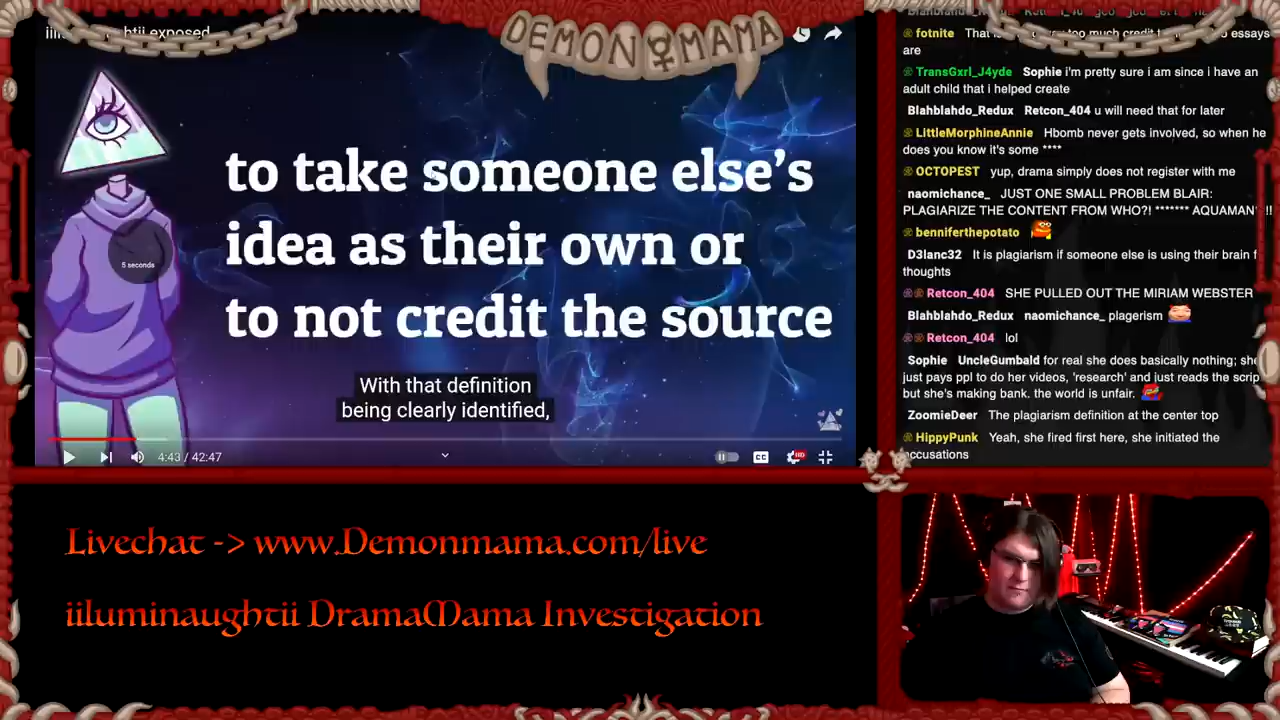 exposed
DEMON MAMA
to take someone else's
idea as their own or
to not credit the source
5 seconds
With that definition
being clearly identified,
4:43 / 42:47
CC
HD
fotnite That
essays
are
TransGxrl_J4yde Sophie i'm pretty sure i am since i have an
adult child that i helped create
Blahblahdo_Redux Retcon_404 u will need that for later
LittleMorphineAnnie Hbomb never gets involved, so when he
does you know it's some ****
OCTOPEST yup, drama simply does not register with me
naomichance_ JUST ONE SMALL PROBLEM BLAIR:
PLAGIARIZE THE CONTENT FROM WHO?! ******* AQUAMAN
benniferthepotato
D3lanc32 It is plagiarism if someone else is using their brain f
thoughts
Retcon_404 SHE PULLED OUT THE MIRIAM WEBSTER
Blahblahdo_Redux naomichance_ plagerism
Retcon_404 lol
Sophie UncleGumbald for real she does basically nothing; she
just pays ppl to do her videos, 'research' and just reads the scrip
but she's making bank. the world is unfair.
ZoomieDeer The plagiarism definition at the center top
HippyPunk Yeah, she fired first here, she initiated the
accusations
Livechat -> www.Demonmama.com/live
iiluminaughtii DramaMama Investigation